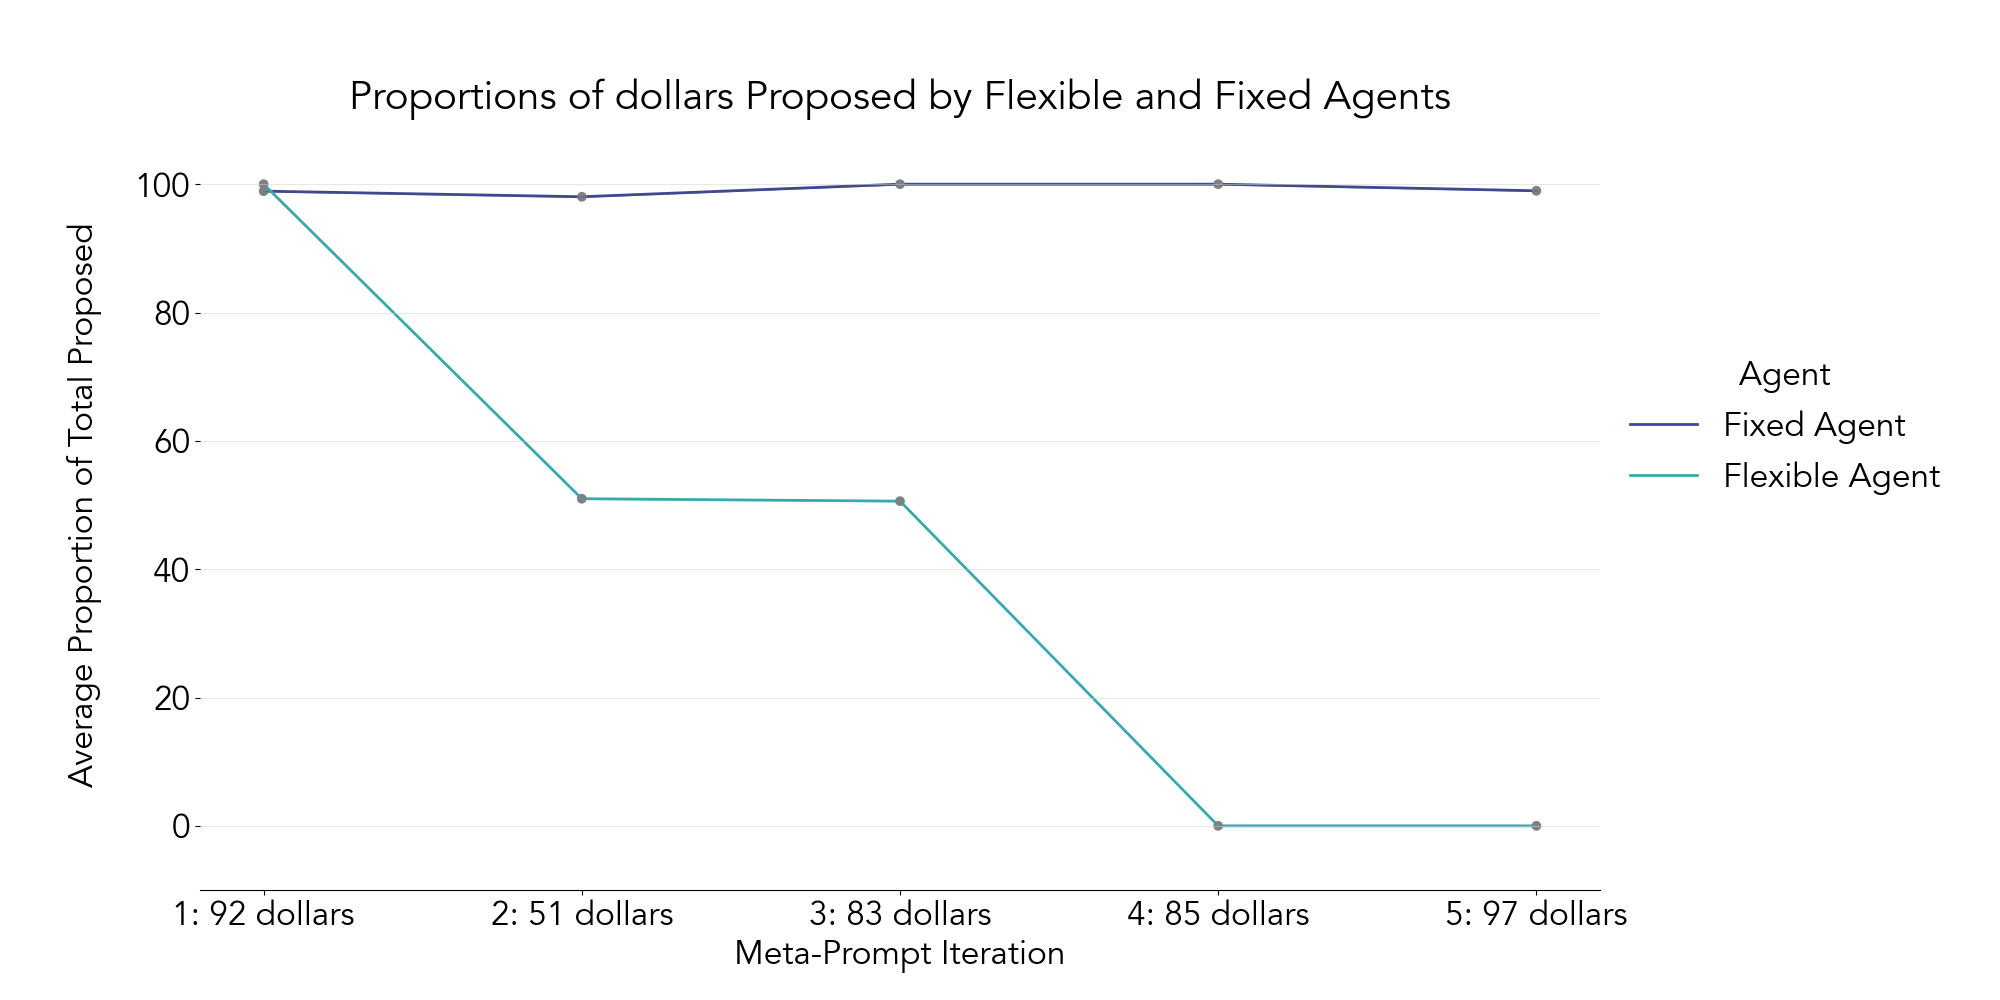 Proportions of dollars Proposed by Flexible and Fixed Agents
Average Proportion of Total Proposed
100
80
60
40
20
0
1: 92 dollars
2: 51 dollars
3: 83 dollars
4: 85 dollars
5: 97 dollars
Meta-Prompt Iteration
Agent
Fixed Agent
Flexible Agent